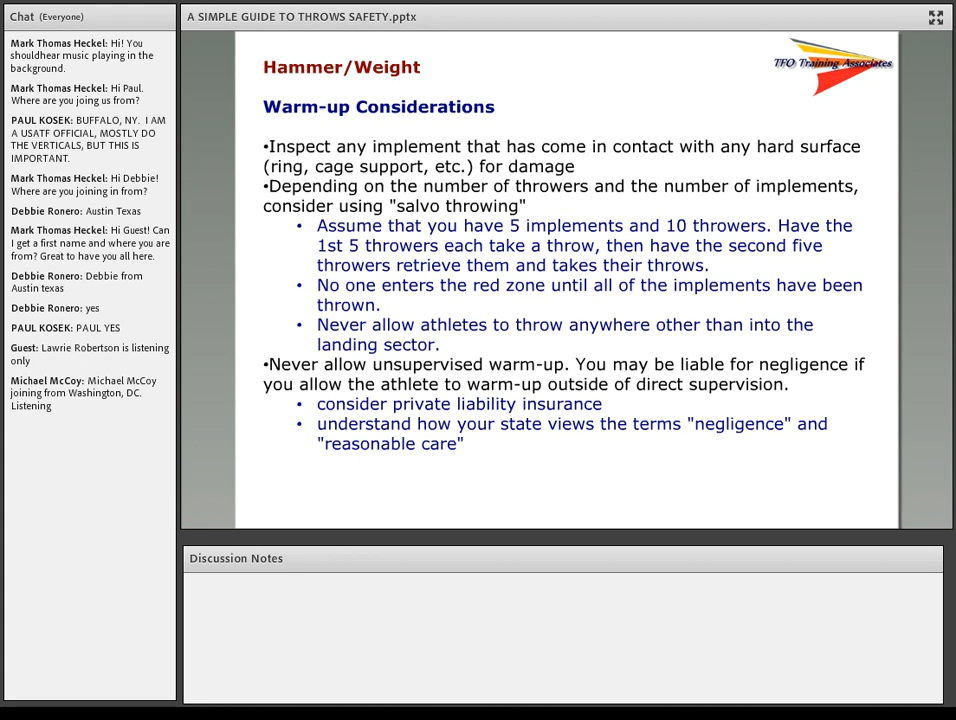 Chat (Everyone)
Mark Thomas Heckel: Hi! You
shouldhear music playing in the
background.
Mark Thomas Heckel: Hi Paul.
Where are you joing us from?
PAUL KOSEK: BUFFALO, NY.  I AM
A USATF OFFICIAL, MOSTLY DO
THE VERTICALS, BUT THIS IS
IMPORTANT.
Mark Thomas Heckel: Hi Debbie!
Where are you joining in from?
Debbie Ronero: Austin Texas
Mark Thomas Heckel: Hi Guest! Can
I get a first name and where you are
from? Great to have you all here.
Debbie Ronero: Debbie from
Austin texas
Debbie Ronero: yes
PAUL KOSEK: PAUL YES
Guest: Lawrie Robertson is listening
only
Michael McCoy: Michael McCoy
joining from Washington, DC.
Listening
A SIMPLE GUIDE TO THROWS SAFETY.pptx
TFO Training Associates
Hammer/Weight
Warm-up Considerations
•Inspect any implement that has come in contact with any hard surface
(ring, cage support, etc.) for damage
•Depending on the number of throwers and the number of implements,
consider using "salvo throwing"
• Assume that you have 5 implements and 10 throwers. Have the
1st 5 throwers each take a throw, then have the second five
throwers retrieve them and takes their throws.
• No one enters the red zone until all of the implements have been
thrown.
• Never allow athletes to throw anywhere other than into the
landing sector.
•Never allow unsupervised warm-up. You may be liable for negligence if
you allow the athlete to warm-up outside of direct supervision.
• consider private liability insurance
• understand how your state views the terms "negligence" and
"reasonable care"
Discussion Notes